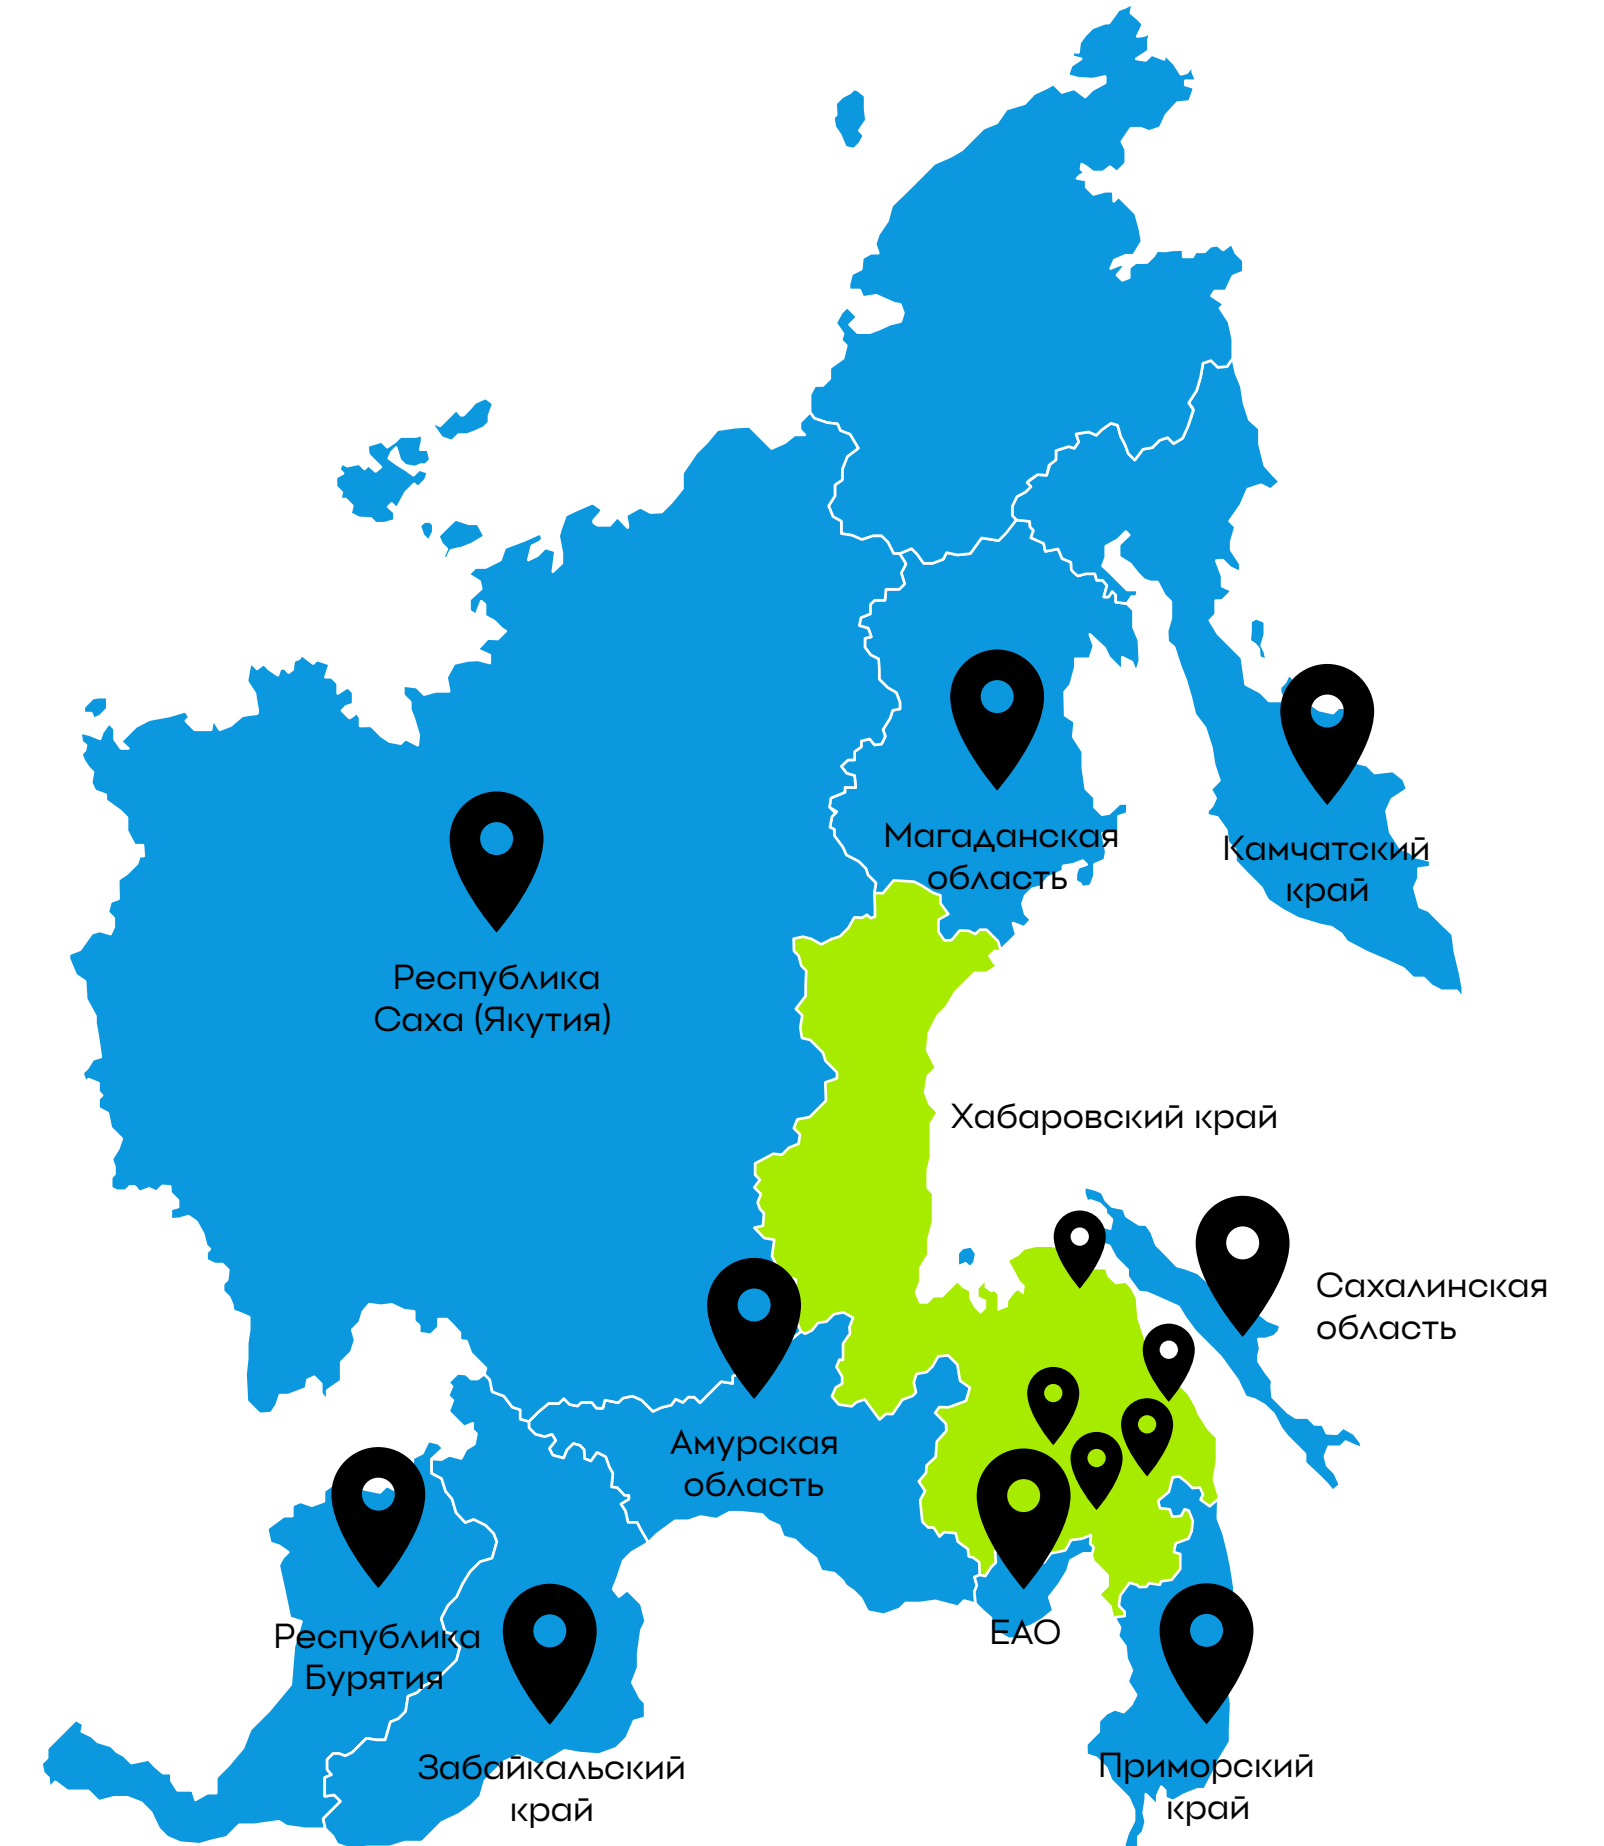 Магаданская
область
Камчатский
край
Республика
Саха (Якутия)
Хабаровский край
Сахалинская
область
Амурская
область
ЕАО
Республика
Бурятия
Забайкальский
край
Приморский
край